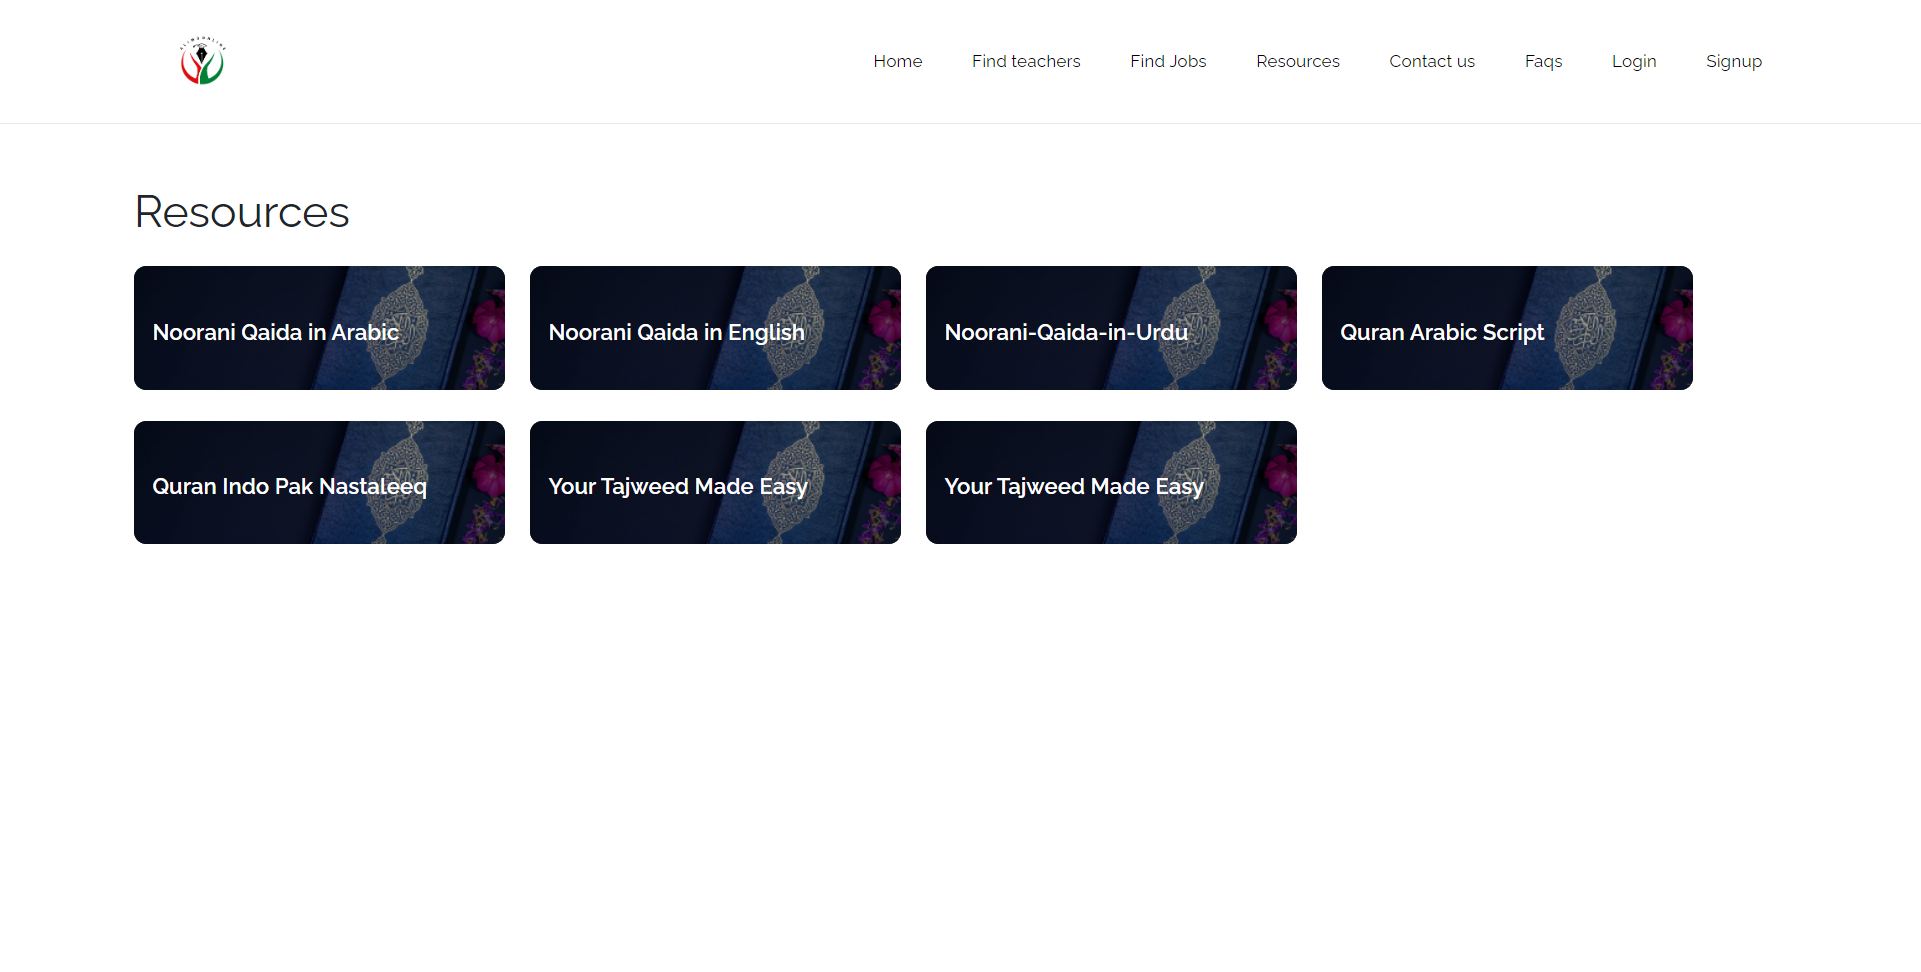 Home Find teachers Find Jobs Resources Contact us Faqs Login Signup
Resources
Noorani Qaida in Arabic
Noorani Qaida in English
Noorani-Qaida-in-Urdu
Quran Arabic Script
Quran Indo Pak Nastaleeq
Your Tajweed Made Easy
Your Tajweed Made Easy